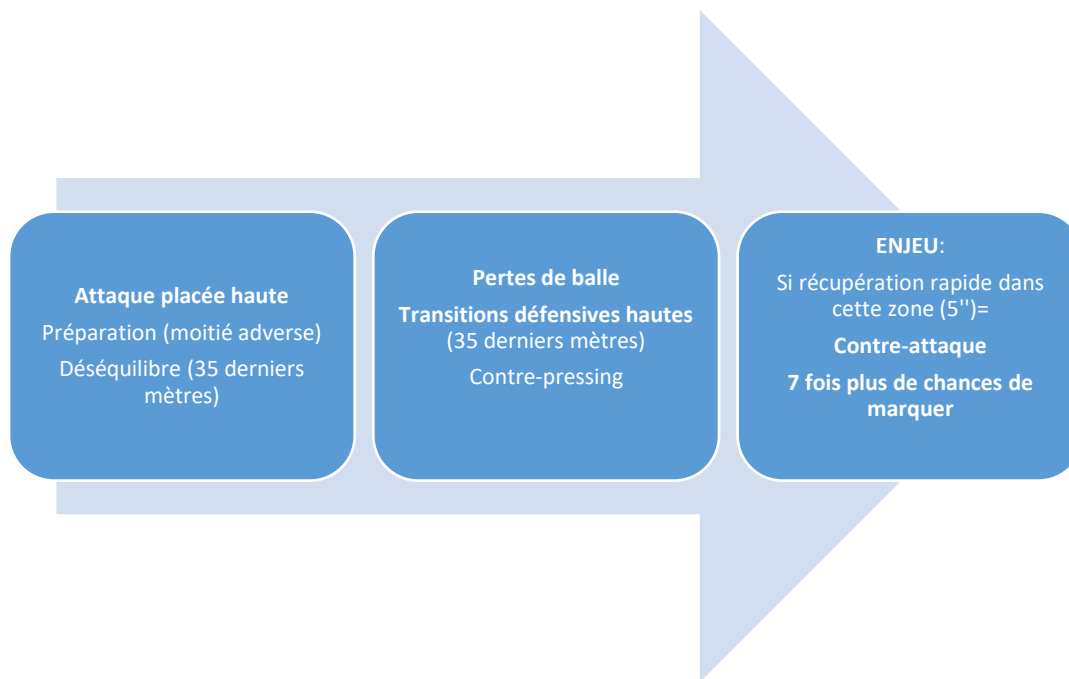 Attaque placée haute
Préparation (moitié adverse)
Déséquilibre (35 derniers
mètres)
Pertes de balle
Transitions défensives hautes
(35 derniers mètres)
Contre-pressing
ENJEU:
Si récupération rapide dans
cette zone (5'')=
Contre-attaque
7 fois plus de chances de
marquer